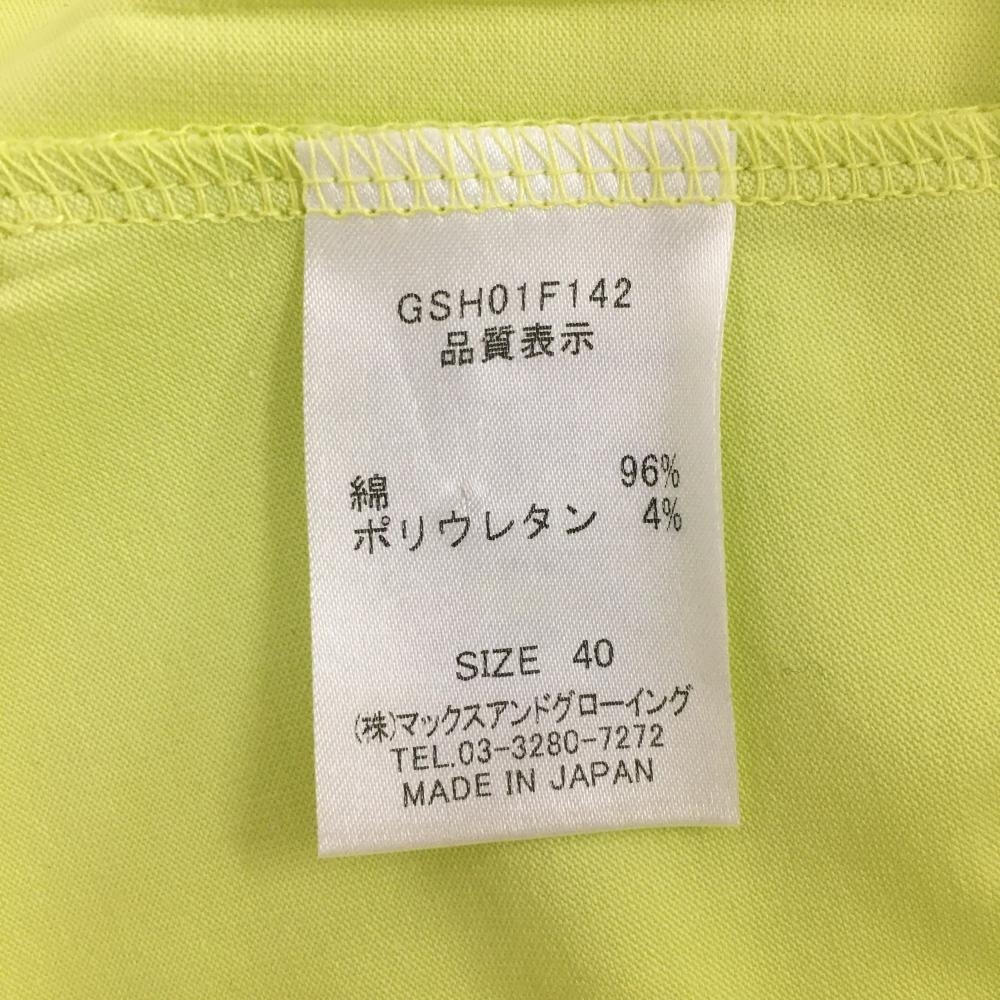 GSH01F142
品質表示
綿 96%
ポリウレタン 4%
SIZE 40
(株)マックスアンドグローイング
TEL.03-3280-7272
MADE IN JAPAN